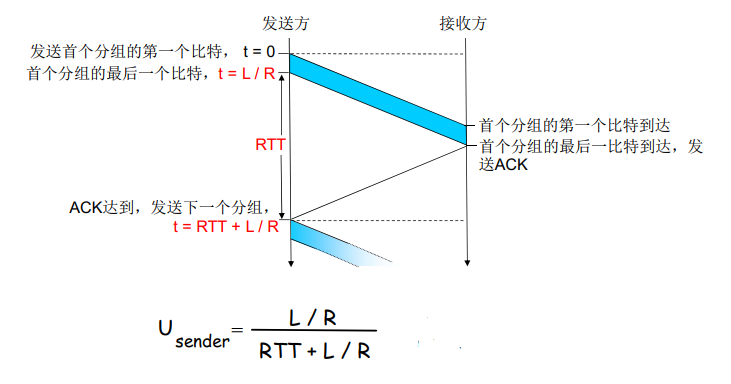 发送方
接收方
发送首个分组的第一个比特， t = 0
首个分组的最后一个比特，t = L / R
首个分组的第一个比特到达
首个分组的最后一比特到达，发
送ACK
RTT
ACK达到，发送下一个分组，
t = RTT + L / R
U sender = L / R
RTT + L / R